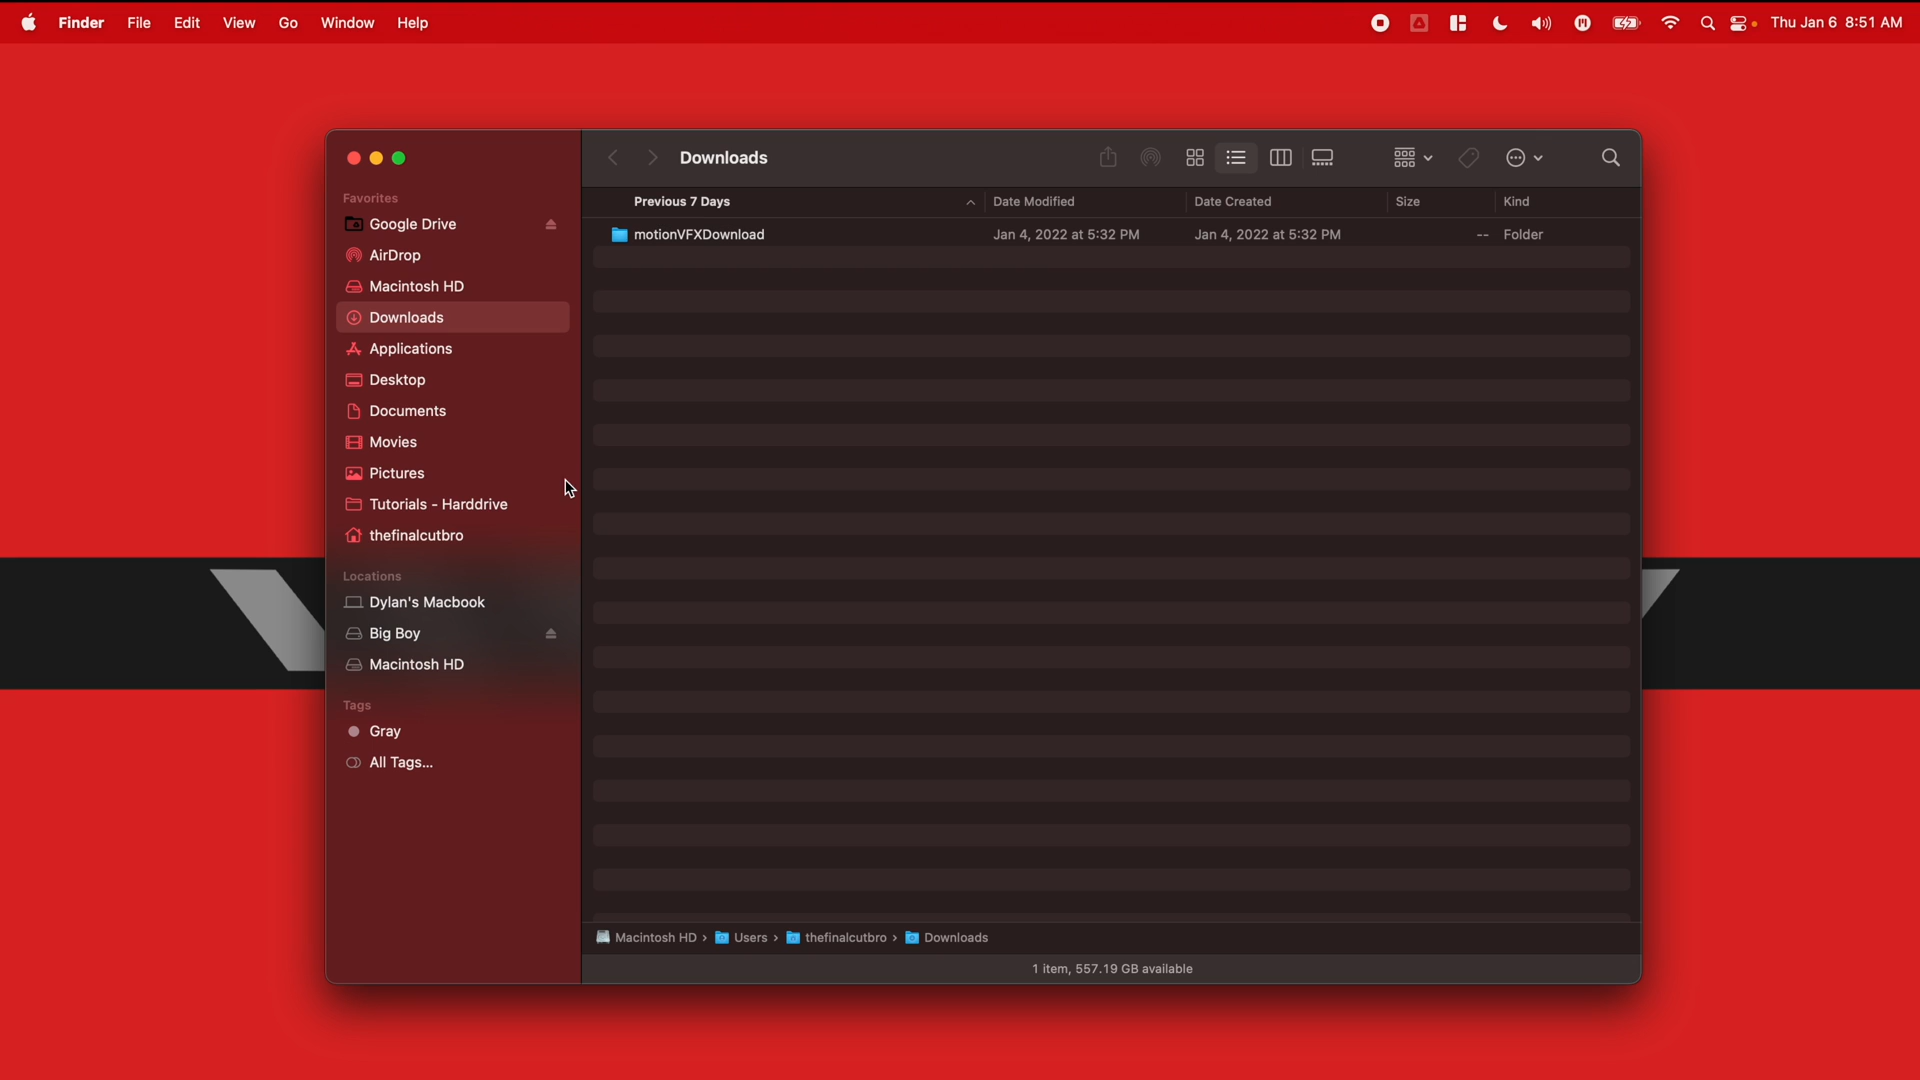 Finder File Edit View Go Window Help Thu Jan 6 8:51 AM
Downloads
Favorites
Google Drive
AirDrop
Macintosh HD
Downloads
Applications
Desktop
Documents
Movies
Pictures
Tutorials - Harddrive
thefinalcutbro
Locations
Dylan's Macbook
Big Boy
Macintosh HD
Tags
Gray
All Tags...
Previous 7 Days Date Modified Date Created Size Kind
motionVFXDownload Jan 4, 2022 at 5:32 PM Jan 4, 2022 at 5:32 PM -- Folder
Macintosh HD › Users › thefinalcutbro › Downloads
1 item, 557.19 GB available